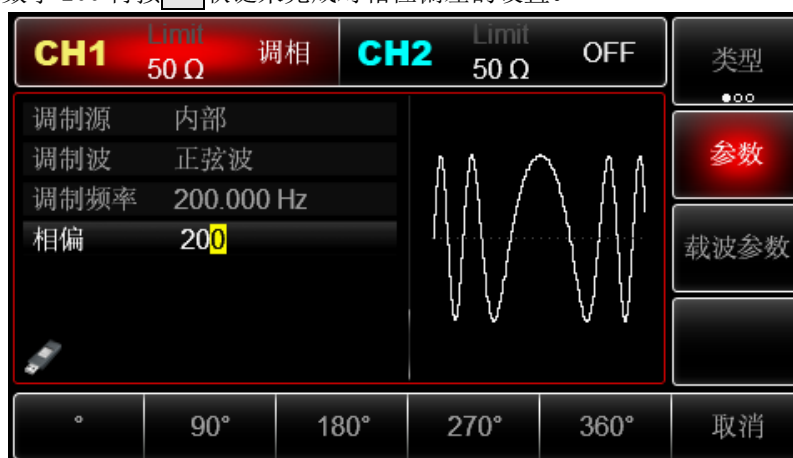 CH1 Limit 50 Ω 调相 CH2 Limit 50 Ω OFF 类型
调制源 内部
调制波 正弦波
调制频率 200.000 Hz
相偏 200
参数
载波参数
° 90° 180° 270° 360° 取消